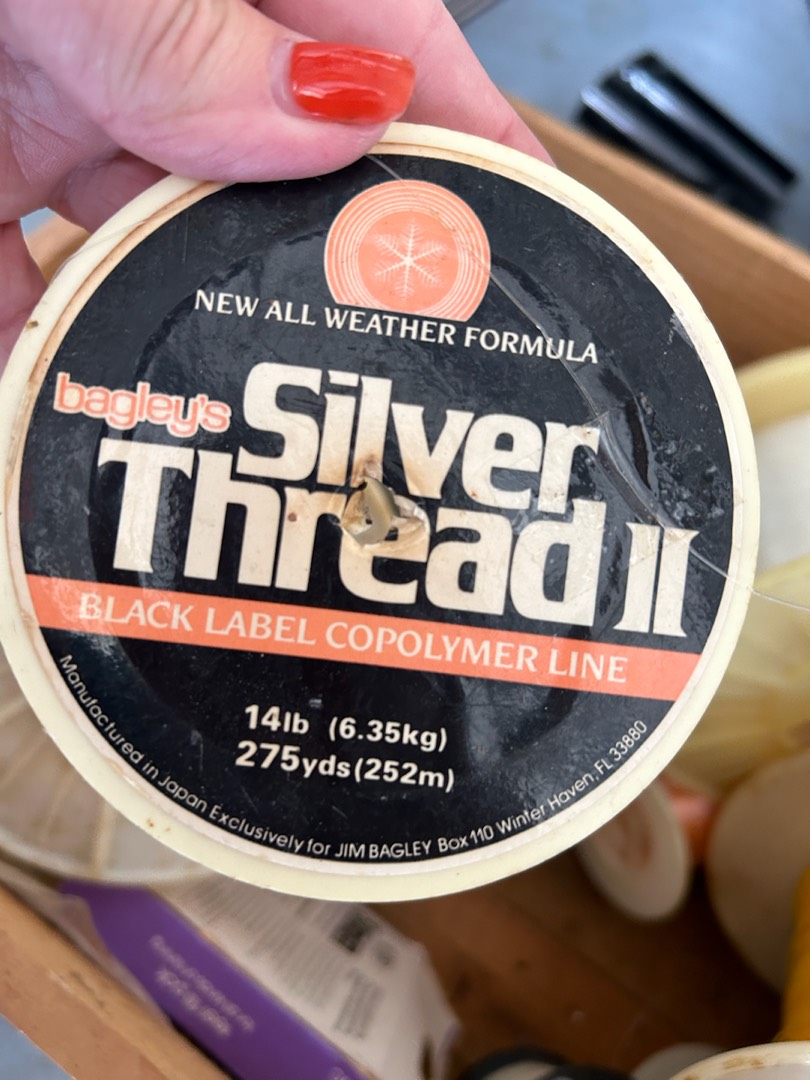 NEW ALL WEATHER FORMULA
bagley's Silver
Thread II
BLACK LABEL COPOLYMER LINE
14lb (6.35kg)
275yds (252m)
Manufactured in Japan Exclusively for JIM BAGLEY Box 110 Winter Haven, FL 33880